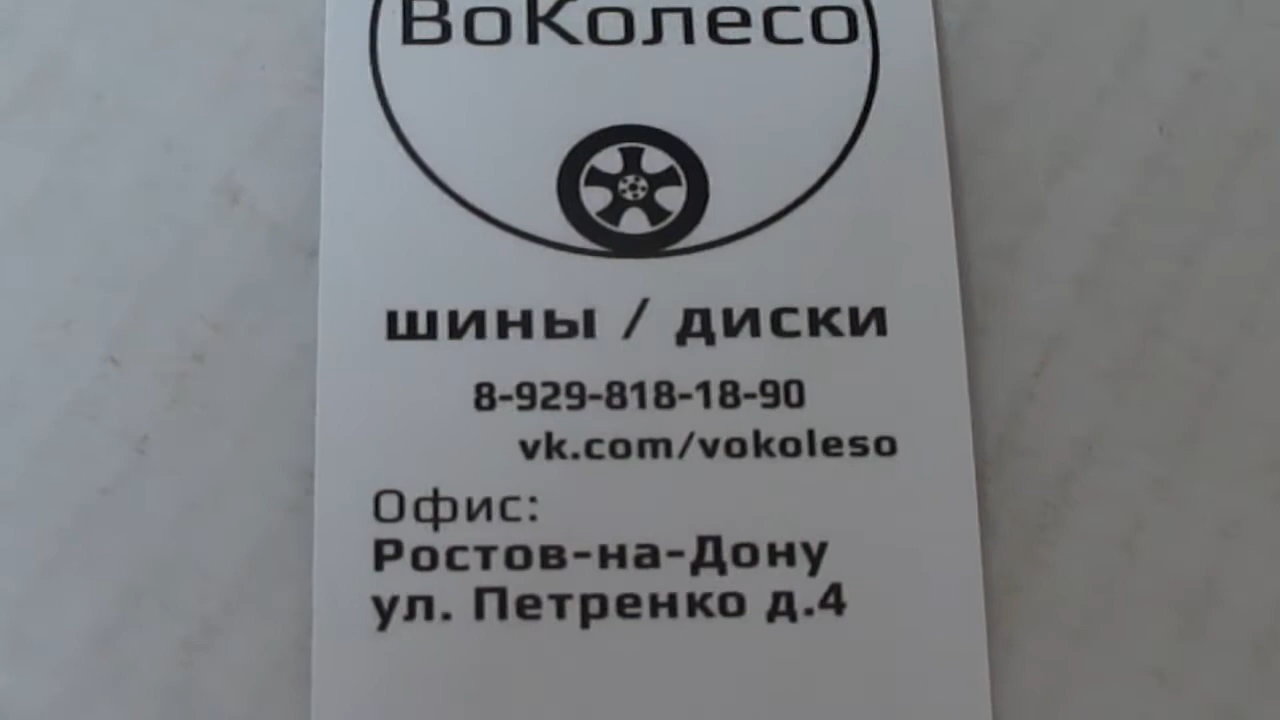 ВоКолесо
шины / диски
8-929-818-18-90
vk.com/vokoleso
Офис:
Ростов-на-Дону
ул. Петренко д.4